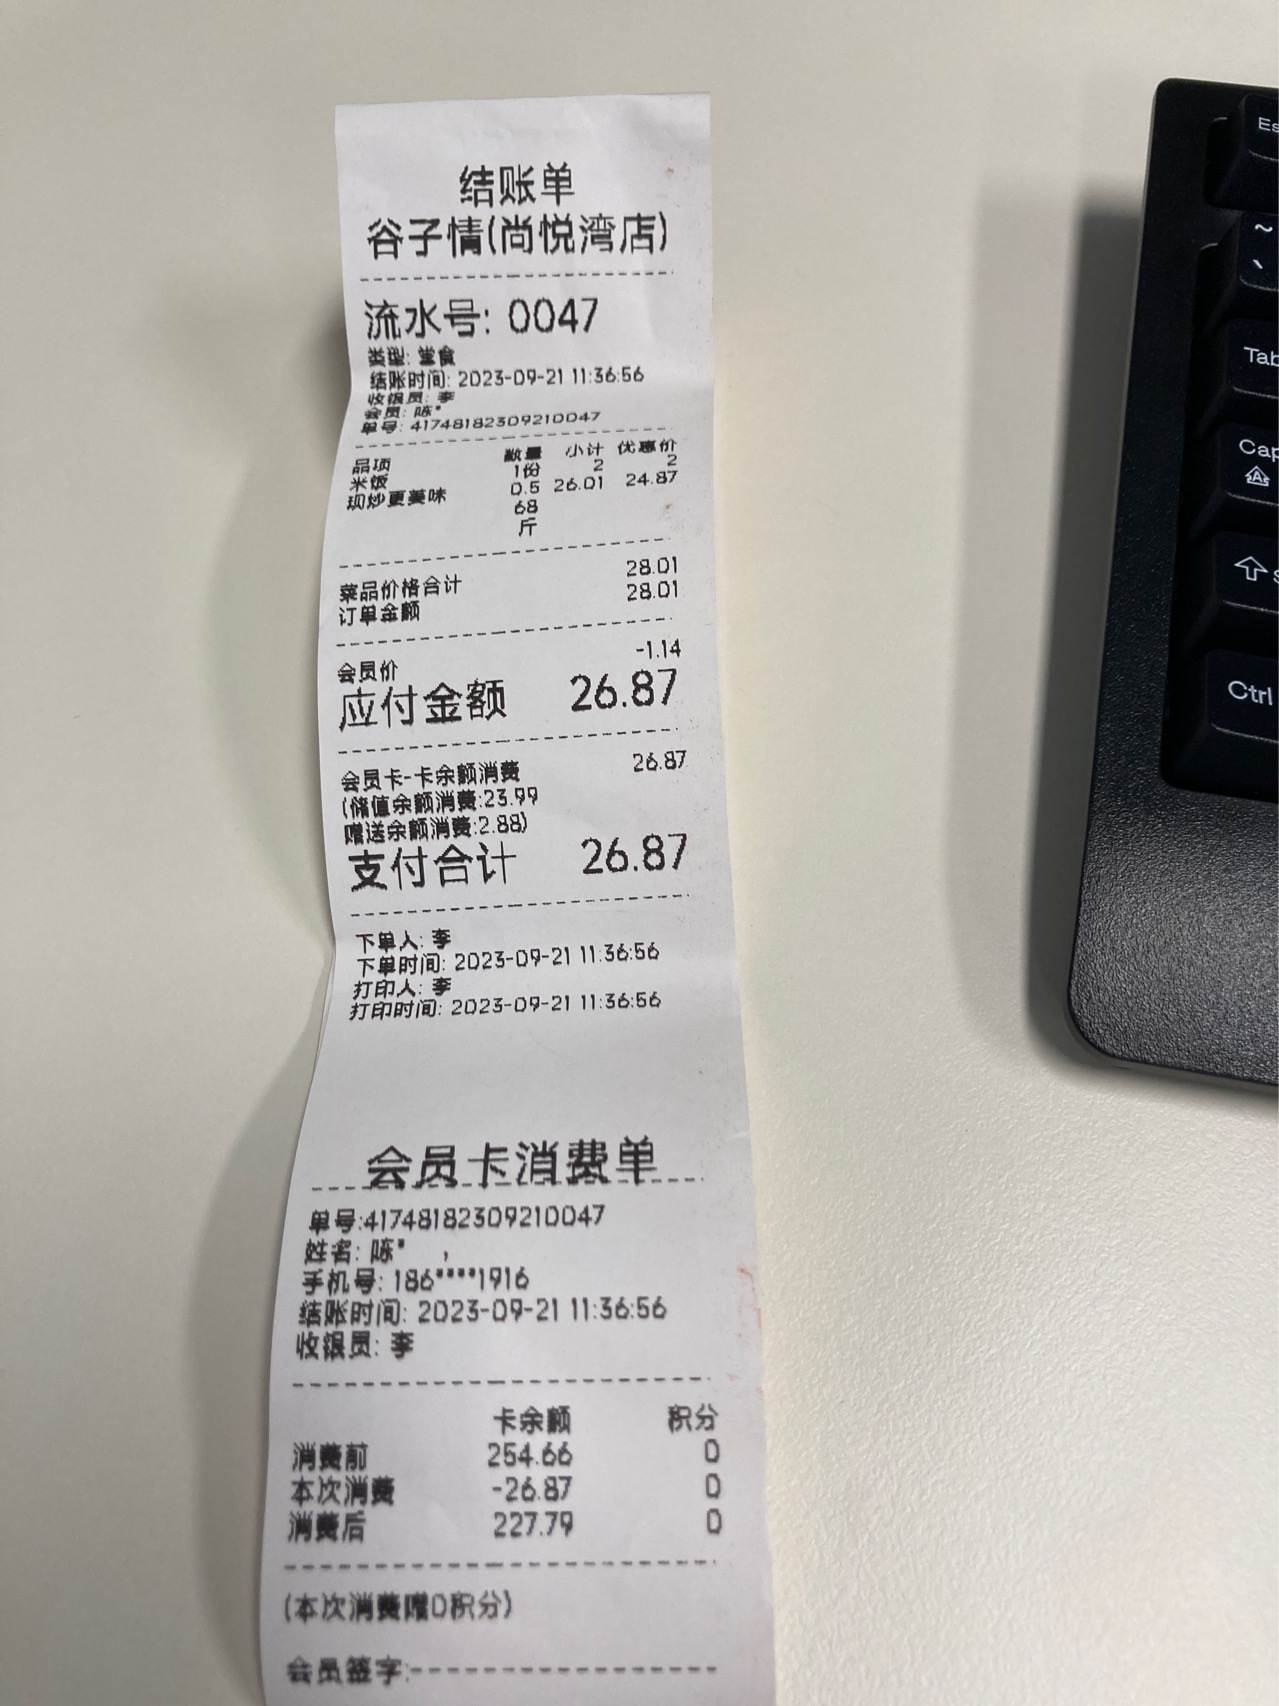 结账单
谷子情(尚悦湾店)
流水号: 0047
类型: 堂食
结账时间: 2023-09-21 11:36:56
收银员: 李
会员: 陈*
单号: 41748182309210047
品项 数量 小计 优惠价
米饭 1份 2 2
现炒更美味 0.5 26.01 24.87
68
斤
菜品价格合计 28.01
订单金额 28.01
会员价 -1.14
应付金额 26.87
会员卡-卡余额消费 26.87
(储值余额消费:23.99
赠送余额消费:2.88)
支付合计 26.87
下单人: 李
下单时间: 2023-09-21 11:36:56
打印人: 李
打印时间: 2023-09-21 11:36:56
会员卡消费单
单号:41748182309210047
姓名: 陈*
手机号: 186****1916
结账时间: 2023-09-21 11:36:56
收银员: 李
卡余额 积分
消费前 254.66 0
本次消费 -26.87 0
消费后 227.79 0
(本次消费赠0积分)
会员签字:
Es
~
Tab
Cap
A
Ctrl